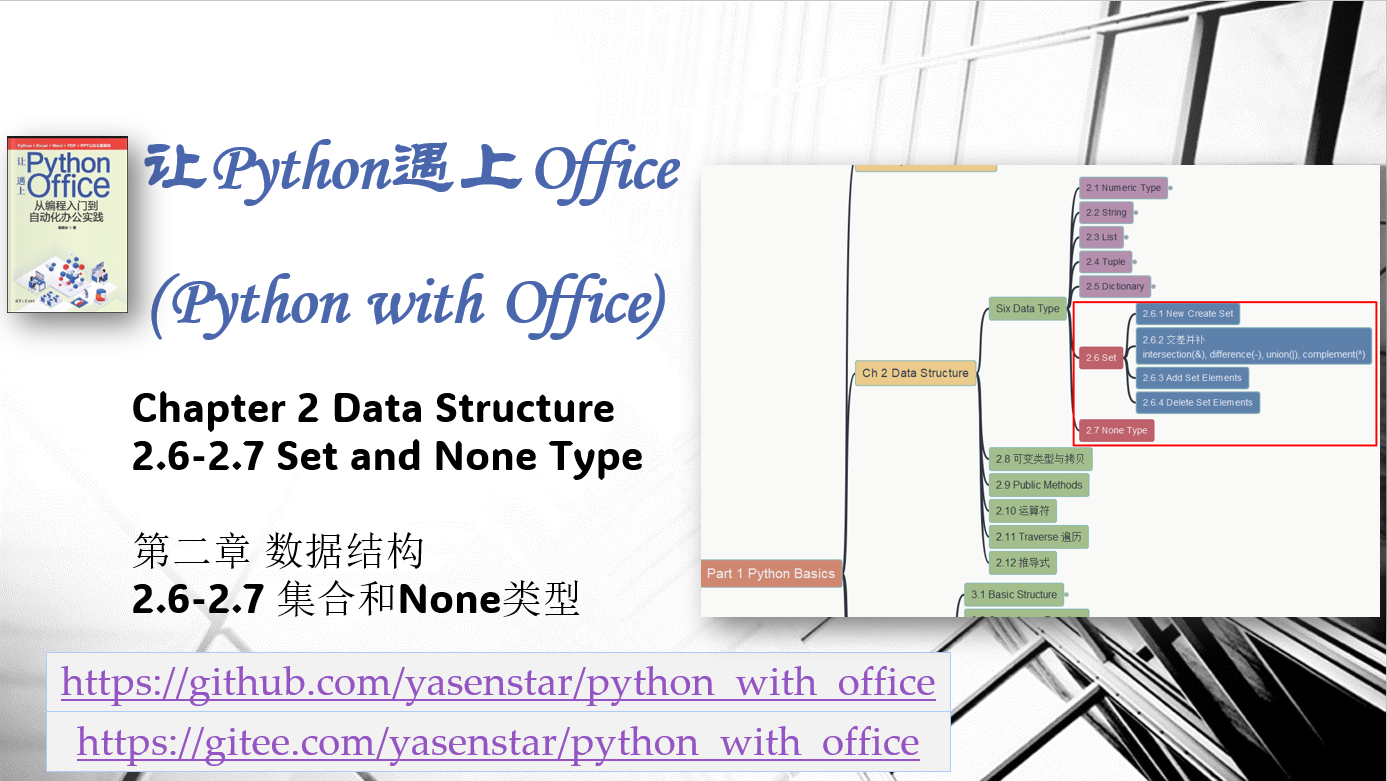 让Python遇上Office
(Python with Office)
Chapter 2 Data Structure
2.6-2.7 Set and None Type
第二章 数据结构
2.6-2.7 集合和None类型
https://github.com/yasenstar/python_with_office
https://gitee.com/yasenstar/python_with_office
Python + Excel + Word + PDF + PPT
让
Python
遇上
Office
从编程入门到
自动化办公实践
Part 1 Python Basics
Ch 2 Data Structure
Six Data Type
2.1 Numeric Type
2.2 String
2.3 List
2.4 Tuple
2.5 Dictionary
2.6 Set
2.6.1 New Create Set
2.6.2 交差并补
intersection(&), difference(-), union(|), complement(^)
2.6.3 Add Set Elements
2.6.4 Delete Set Elements
2.7 None Type
2.8 可变类型与拷贝
2.9 Public Methods
2.10 运算符
2.11 Traverse 遍历
2.12 推导式
3.1 Basic Structure